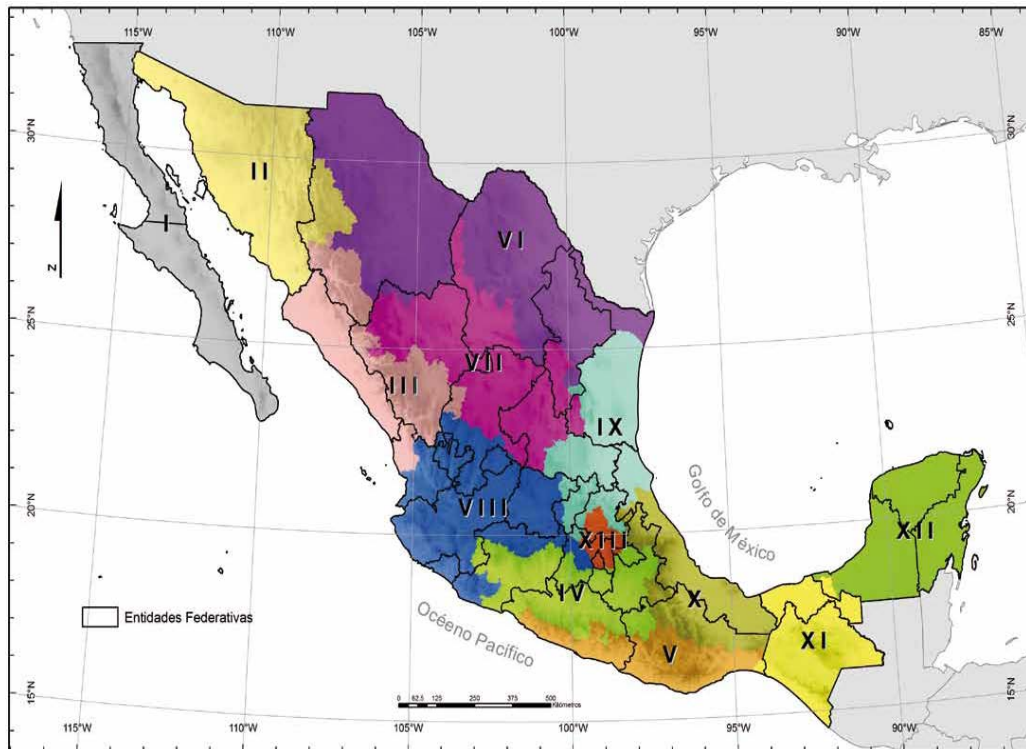 115°W 110°W 105°W 100°W 95°W 90°W 85°W
30°N
30°N
25°N
25°N
20°N
20°N
15°N
15°N
N
I
II
III
IV
V
VI
VII
VIII
IX
X
XI
XII
XIII
Golfo de México
Océeno Pacífico
Entidades Federativas
0 62,5 125 250 375 500
Kilómetros
115°W 110°W 105°W 100°W 95°W 90°W